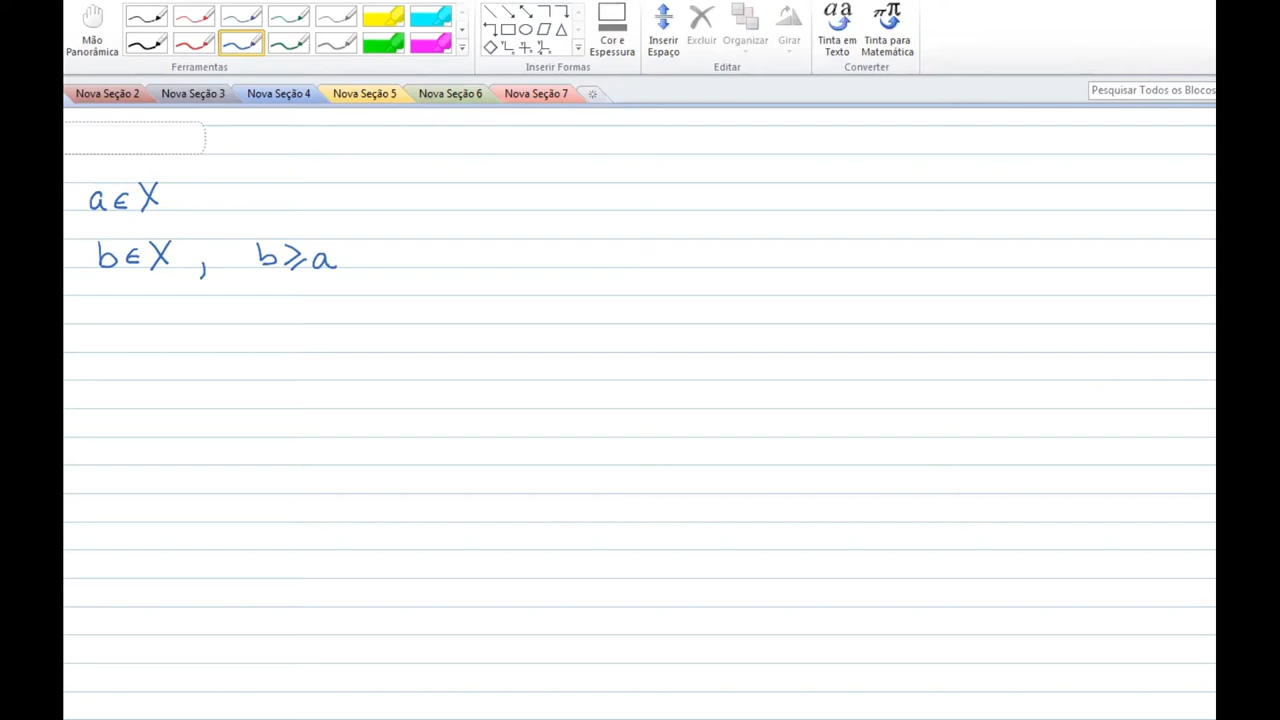 aа πί
Mão Panorâmica
Cor e Espessura
Inserir Espaço
Excluir
Organizar
Girar
Tinta em Texto
Tinta para Matemática
Ferramentas
Inserir Formas
Editar
Converter
Nova Seção 2
Nova Seção 3
Nova Seção 4
Nova Seção 5
Nova Seção 6
Nova Seção 7
Pesquisar Todos os Blocos
a ∈ X
b ∈ X , b ⩾ a